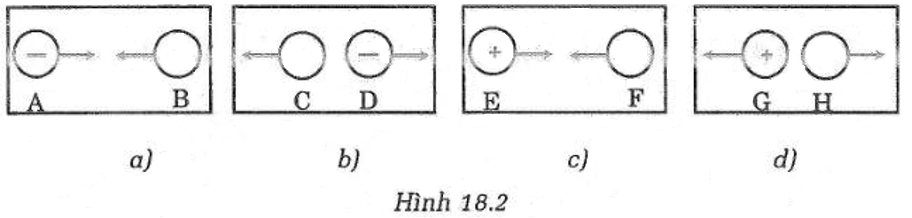 − + − +
A B C D E F G H
a) b) c) d)
Hình 18.2